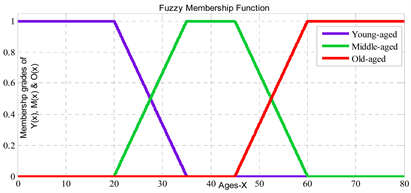 Fuzzy Membership Function
Membership grades of
Y(x), M(x) & O(x)
1
0.8
0.6
0.4
0.2
0
Young-aged
Middle-aged
Old-aged
0 10 20 30 40 50 60 70 80
Ages-X